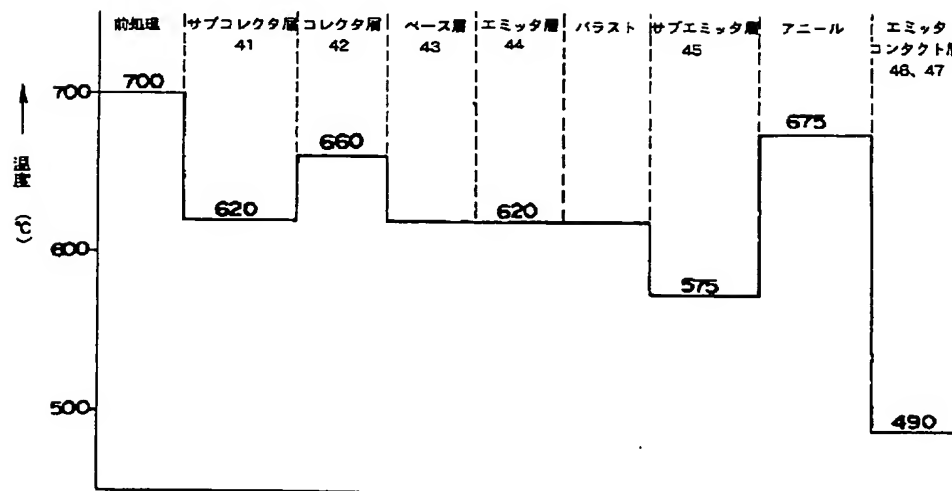 前処理
サブコレクタ層
41
コレクタ層
42
ベース層
43
エミッタ層
44
バラスト
サブエミッタ層
45
アニール
エミッタ
コンタクト層
46、47
700
700
660
675
温度 (℃)
620
620
600
575
500
490